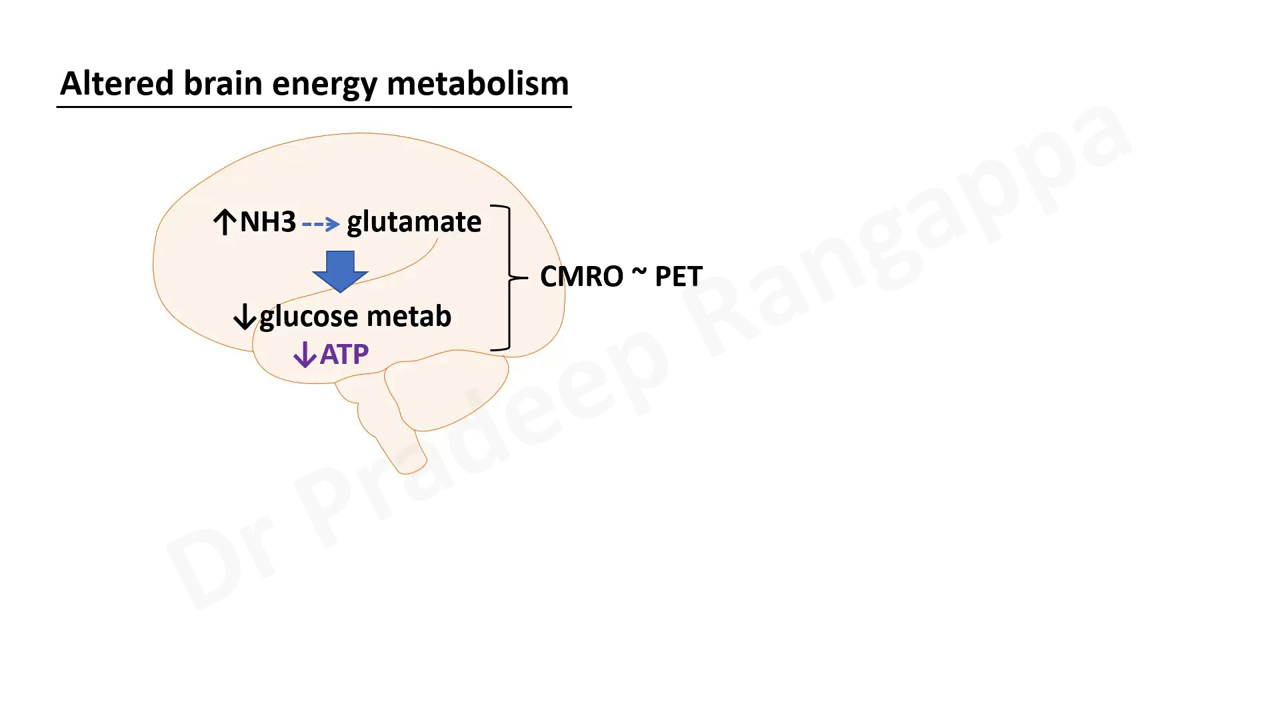 Altered brain energy metabolism
↑NH3 --> glutamate
CMRO ~ PET
↓glucose metab
↓ATP
Dr Pradeep Rangappa